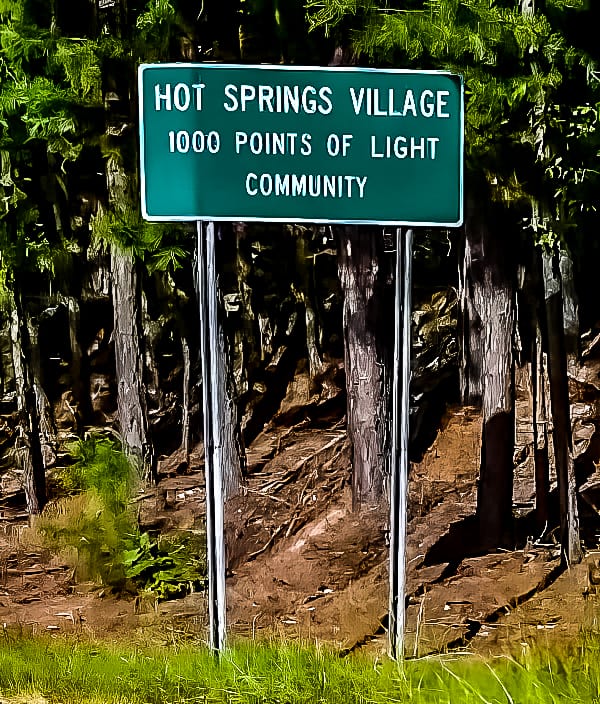 HOT SPRINGS VILLAGE
1000 POINTS OF LIGHT
COMMUNITY